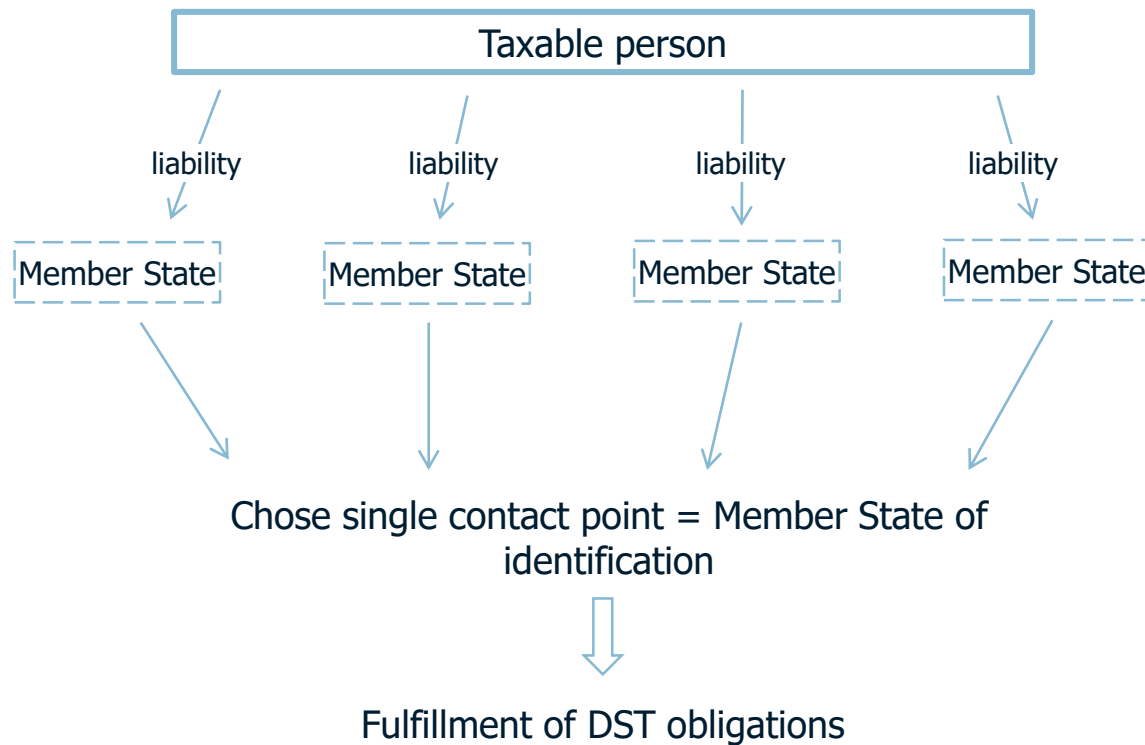 Taxable person
liability
liability
liability
liability
Member State
Member State
Member State
Member State
Chose single contact point = Member State of
identification
Fulfillment of DST obligations